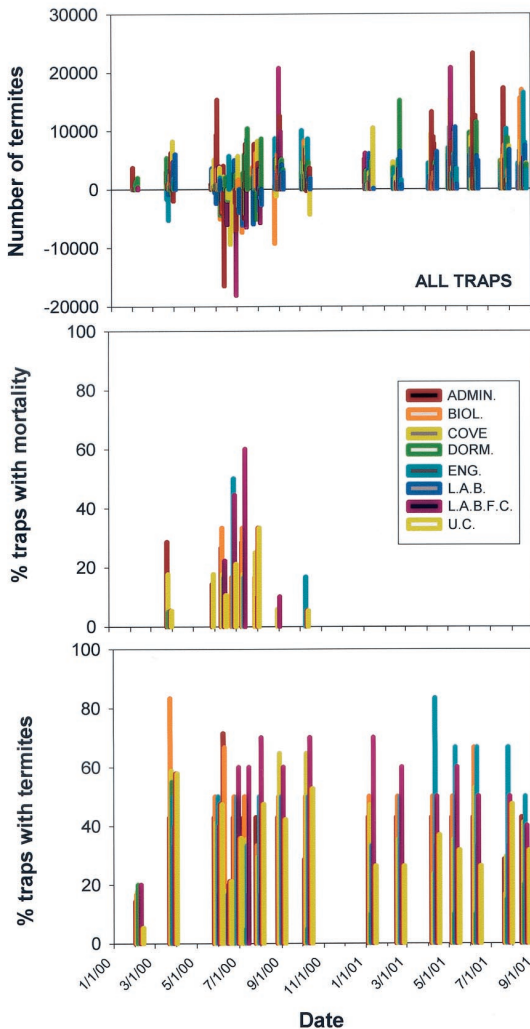 30000
20000
10000
0
-10000
-20000
Number of termites
ALL TRAPS
100
80
60
40
20
0
% traps with mortality
ADMIN.
BIOL.
COVE
DORM.
ENG.
L.A.B.
L.A.B.F.C.
U.C.
100
80
60
40
20
0
% traps with termites
1/1/00
3/1/00
5/1/00
7/1/00
9/1/00
11/1/00
1/1/01
3/1/01
5/1/01
7/1/01
9/1/01
Date